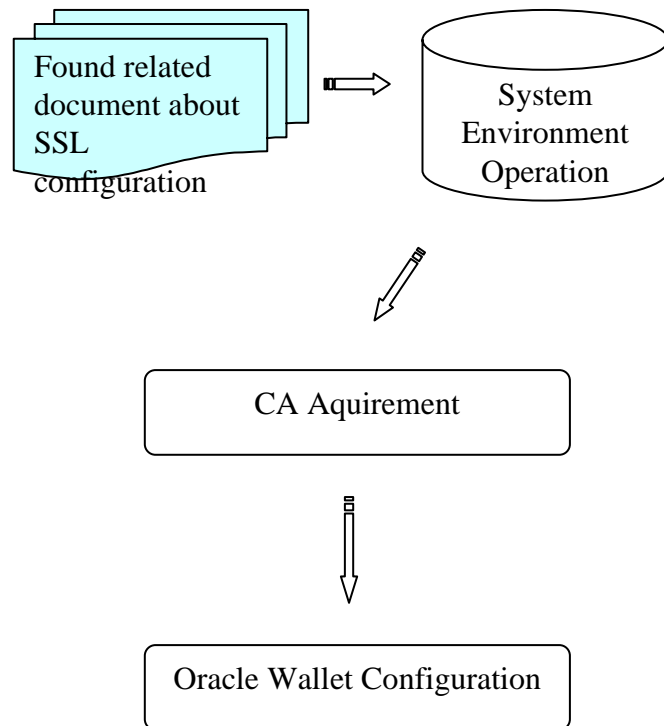 Found related
document about
SSL
configuration
System
Environment
Operation
CA Aquirement
Oracle Wallet Configuration